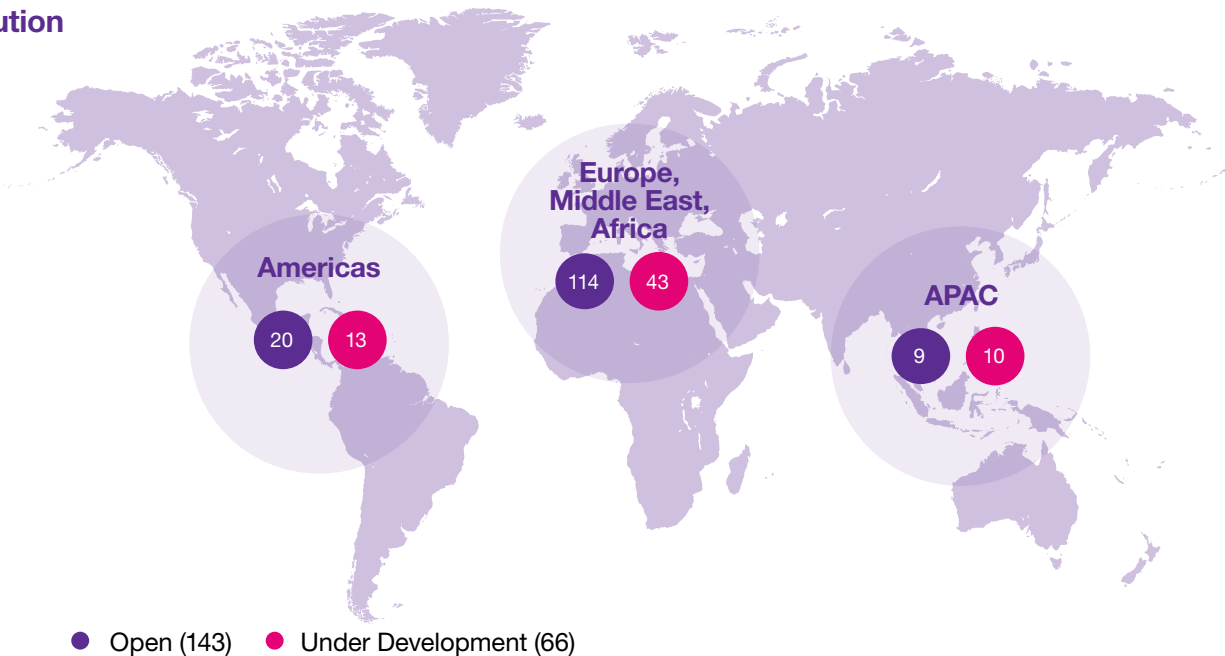 ution
Europe,
Middle East,
Africa
114 43
Americas
20 13
APAC
9 10
Open (143) Under Development (66)